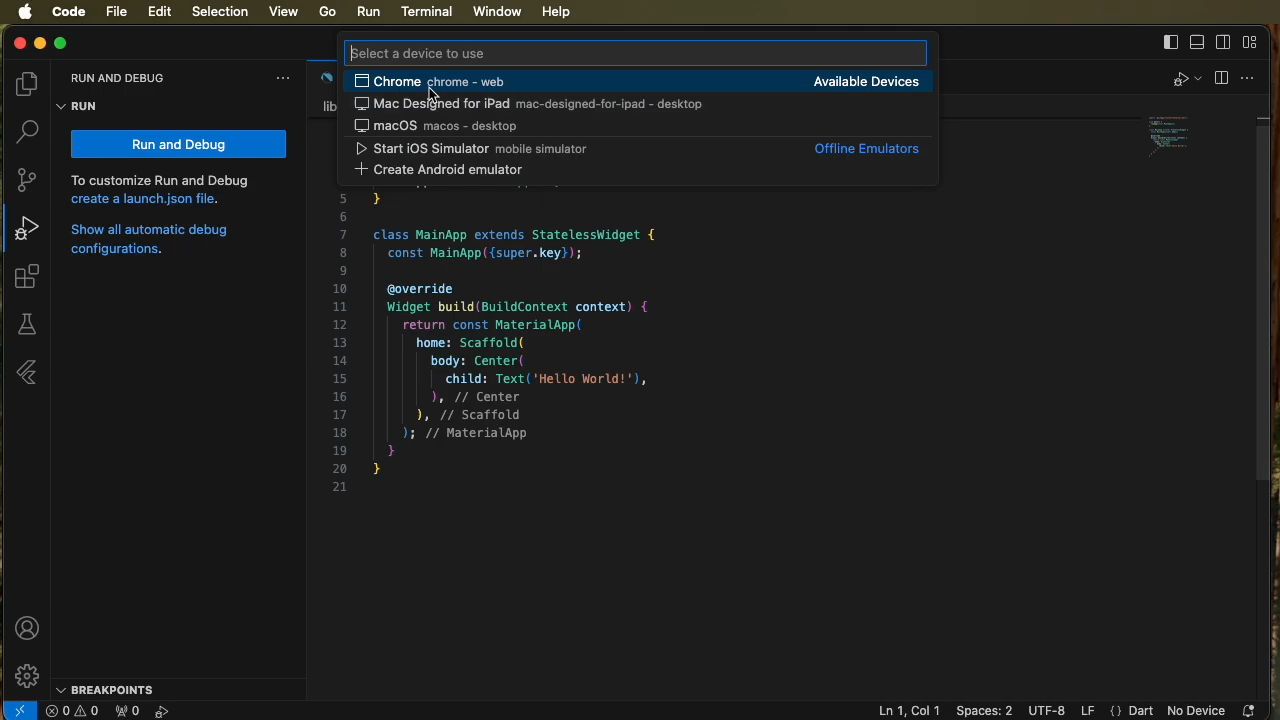 Code File Edit Selection View Go Run Terminal Window Help
Select a device to use
Chrome chrome - web Available Devices
Mac Designed for iPad mac-designed-for-ipad - desktop
macOS macos - desktop
Start iOS Simulator mobile simulator Offline Emulators
Create Android emulator
RUN AND DEBUG
RUN
Run and Debug
To customize Run and Debug
create a launch.json file.
Show all automatic debug
configurations.
BREAKPOINTS
lib
5 }
6
7 class MainApp extends StatelessWidget {
8 const MainApp({super.key});
9
10 @override
11 Widget build(BuildContext context) {
12 return const MaterialApp(
13 home: Scaffold(
14 body: Center(
15 child: Text('Hello World!'),
16 ), // Center
17 ), // Scaffold
18 ); // MaterialApp
19 }
20 }
21
0 0 0 Ln 1, Col 1 Spaces: 2 UTF-8 LF {} Dart No Device